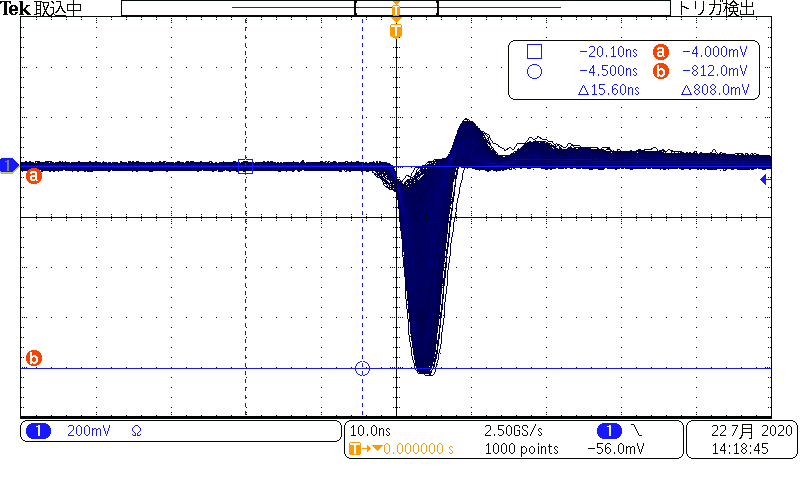 Tek 取込中 トリガ検出
T
T
-20.10ns a -4.000mV
-4.500ns b -812.0mV
Δ15.60ns Δ808.0mV
1
a
b
1 200mV Ω 10.0ns 2.50GS/s 1 -56.0mV 22 7月 2020
T→▼0.000000 s 1000 points 14:18:45